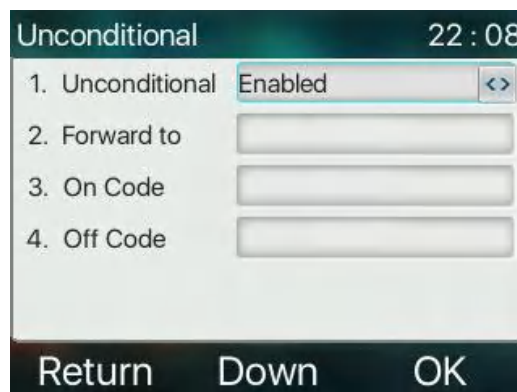 Unconditional 22 : 08
1. Unconditional Enabled <>
2. Forward to
3. On Code
4. Off Code
Return Down OK